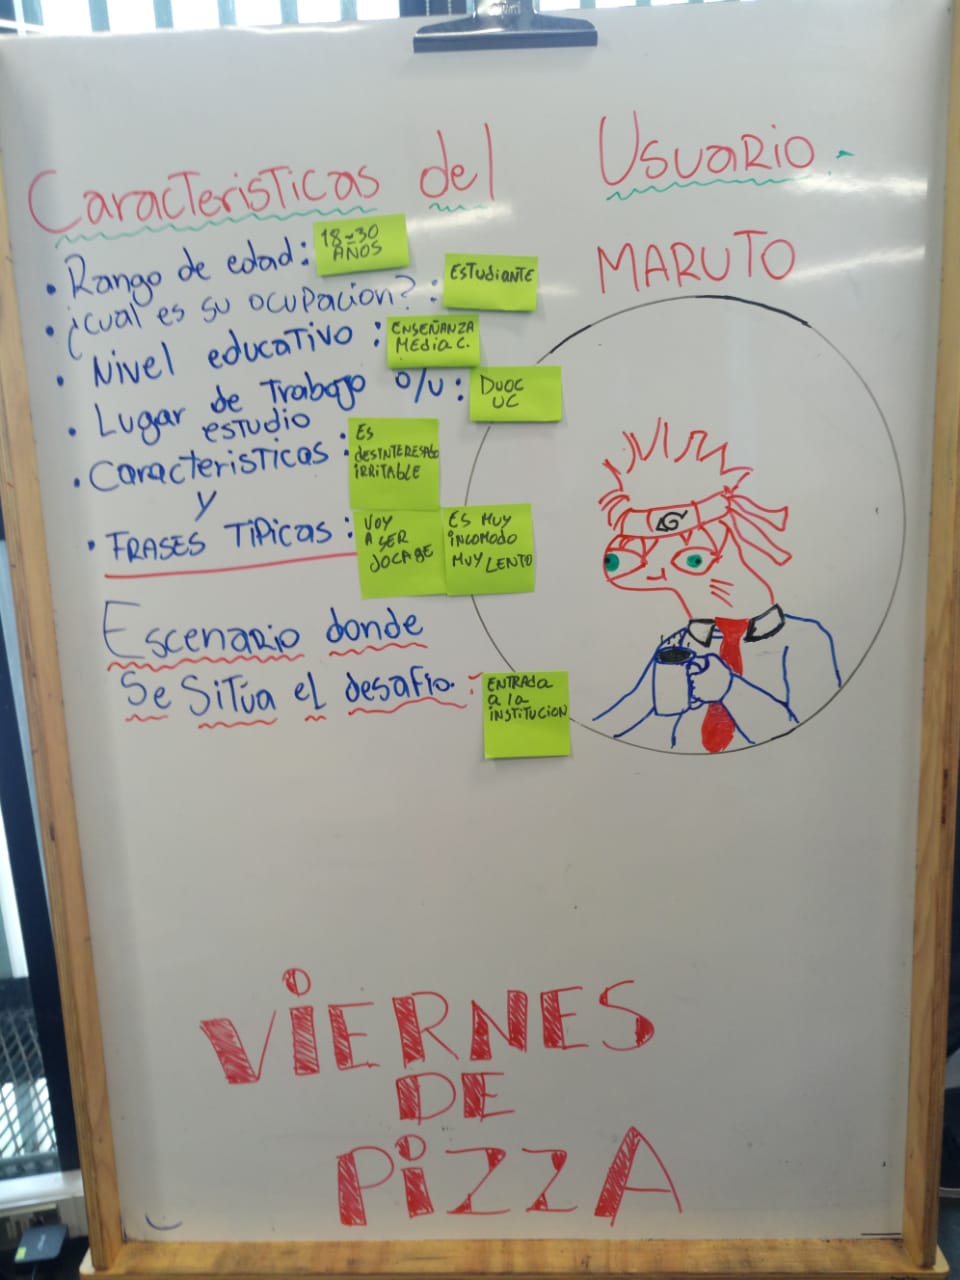 Caracteristicas del Usuario.
MARUTO
• Rango de edad:
18-30
AÑOS
• ¿cual es su ocupacion? :
ESTUDIANTE
• Nivel educativo :
ENSEÑANZA
MEDIA C.
• Lugar de Trabajo o/u :
estudio
DUOC
UC
• Caracteristicas :
y
ES
DESINTERESADO
IRRITABLE
• FRASES TIPICAS :
VOY
A SER
JOCAGE
ES MUY
INCOMODO
MUY LENTO
Escenario donde
Se Sitúa el desafio. :
ENTRADA
a la
INSTITUCION
VIERNES
DE
PIZZA